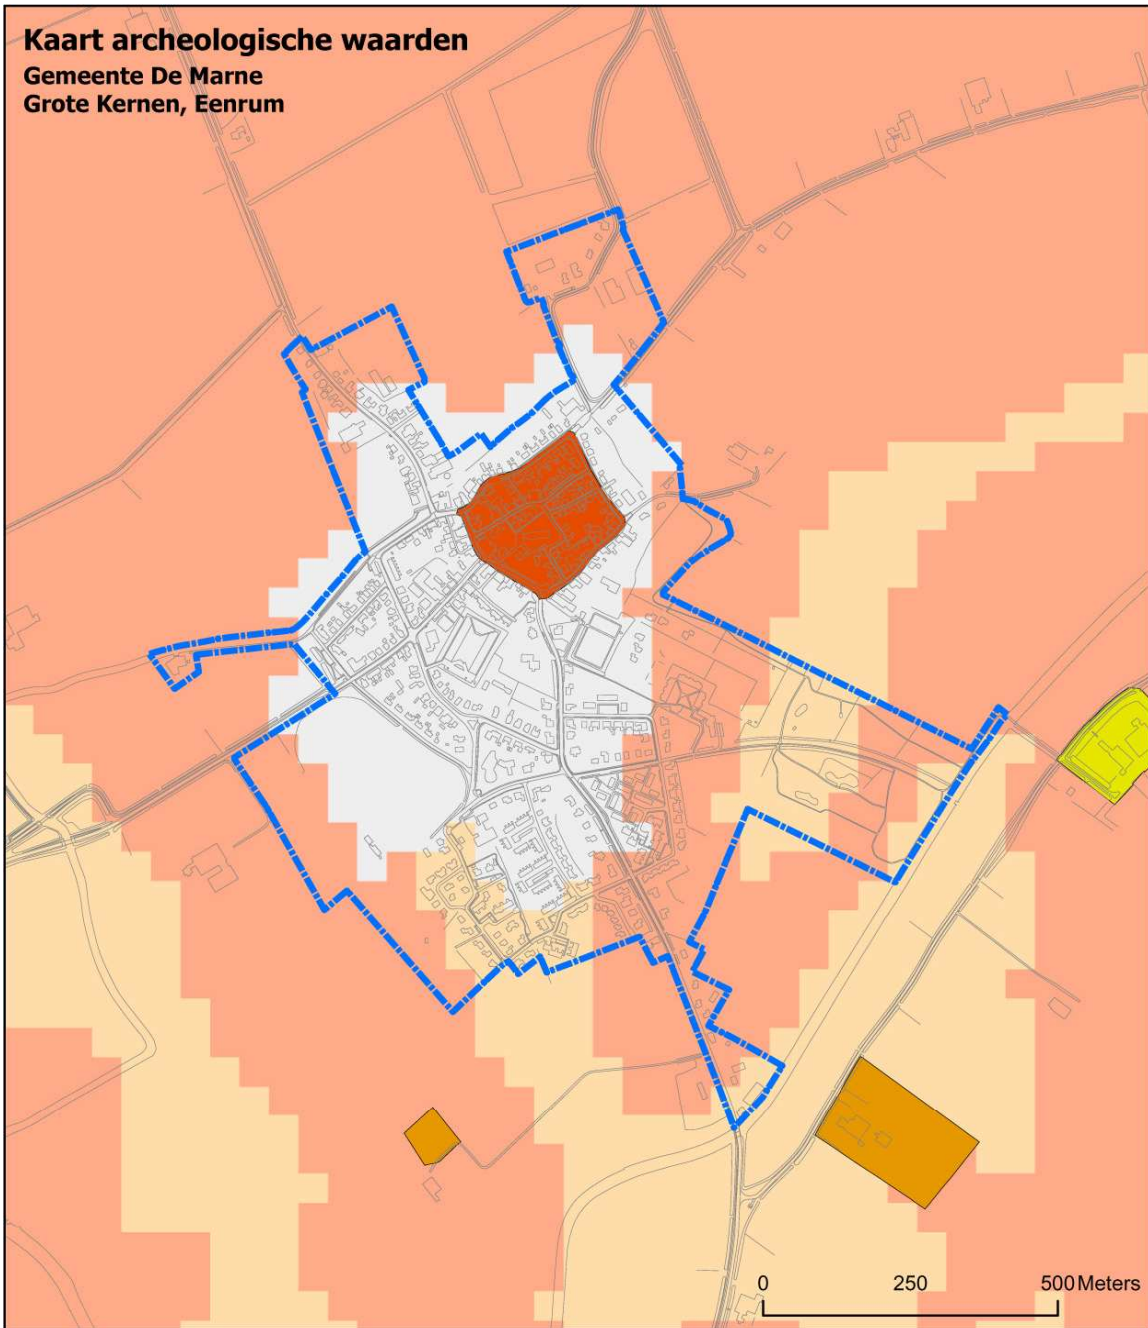 Kaart archeologische waarden
Gemeente De Marne
Grote Kernen, Eenrum
0 250 500 Meters